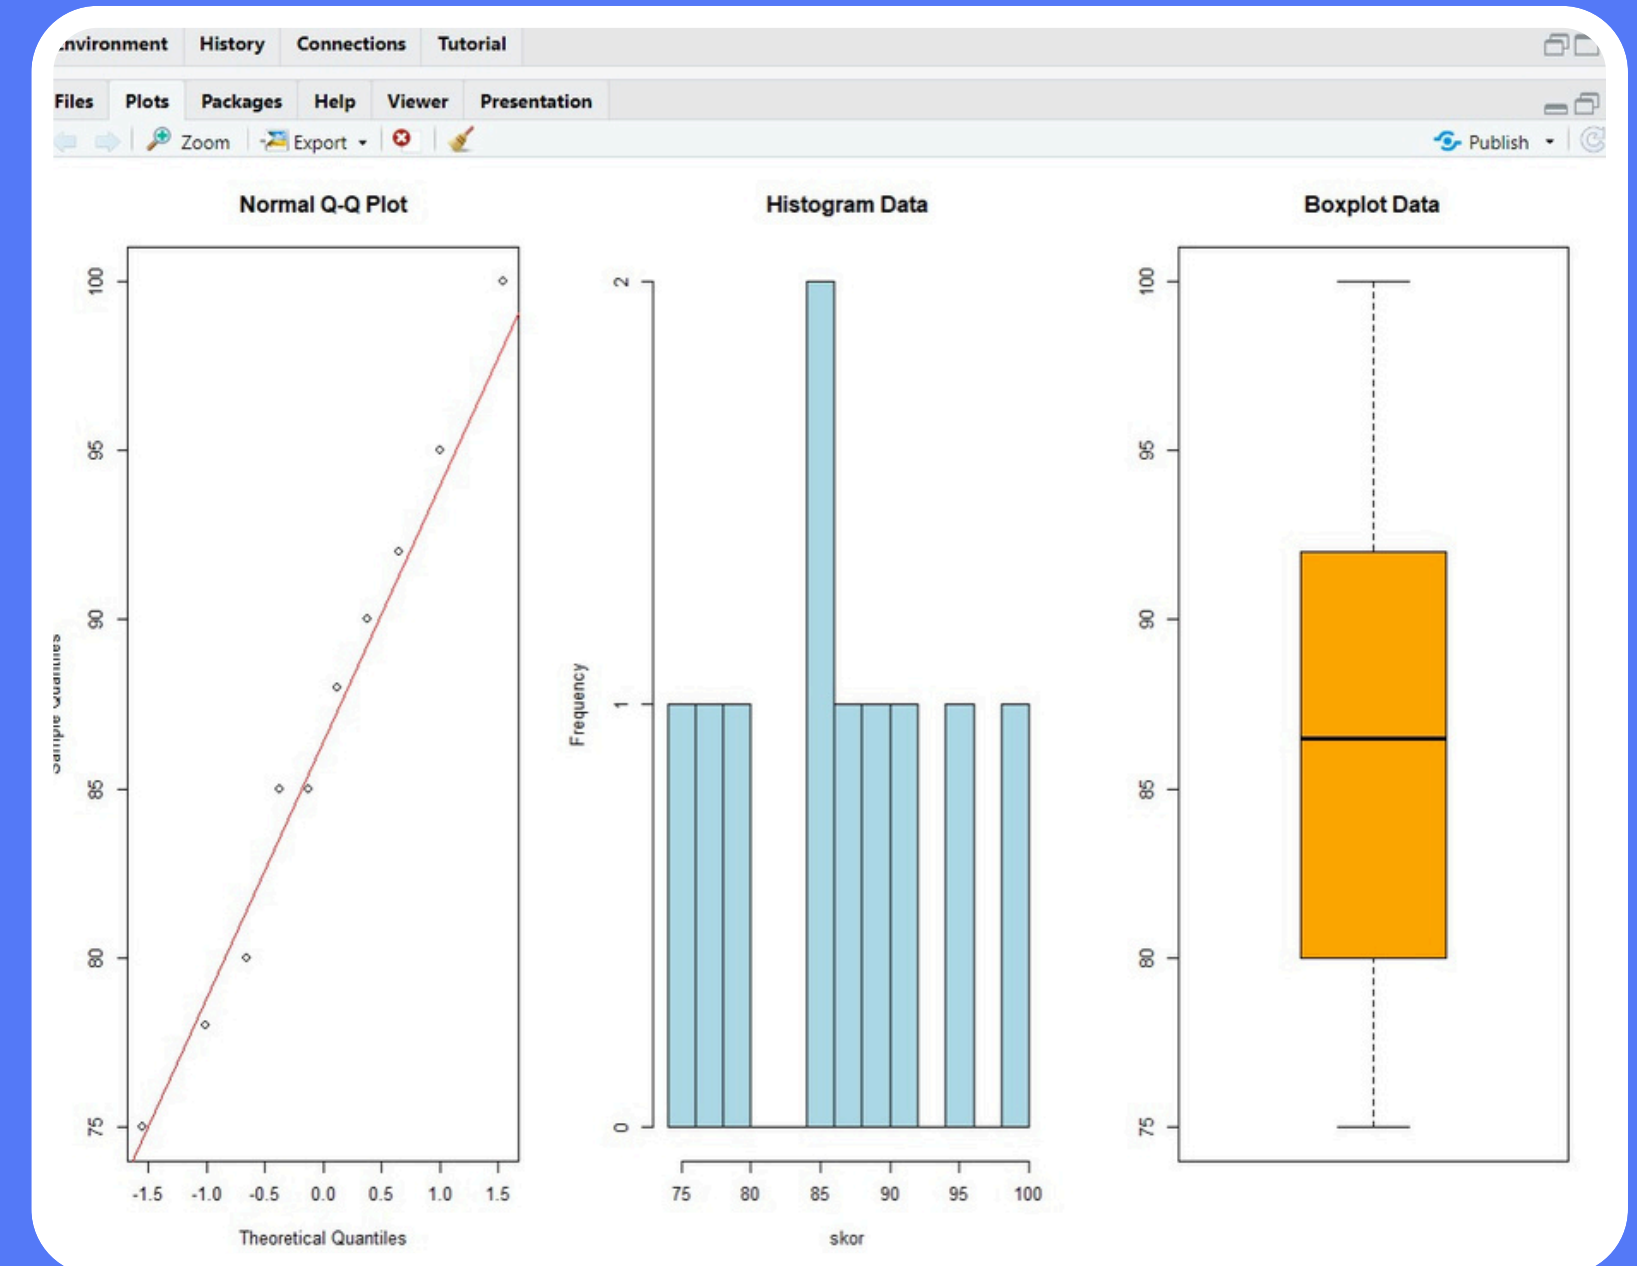 History Connections Tutorial
Files Plots Packages Help Viewer Presentation
Zoom Export Publish
Normal Q-Q Plot
100
95
90
85
80
75
-1.5 -1.0 -0.5 0.0 0.5 1.0 1.5
Theoretical Quantiles
Histogram Data
Frequency
2
1
0
75 80 85 90 95 100
skor
Boxplot Data
100
95
90
85
80
75